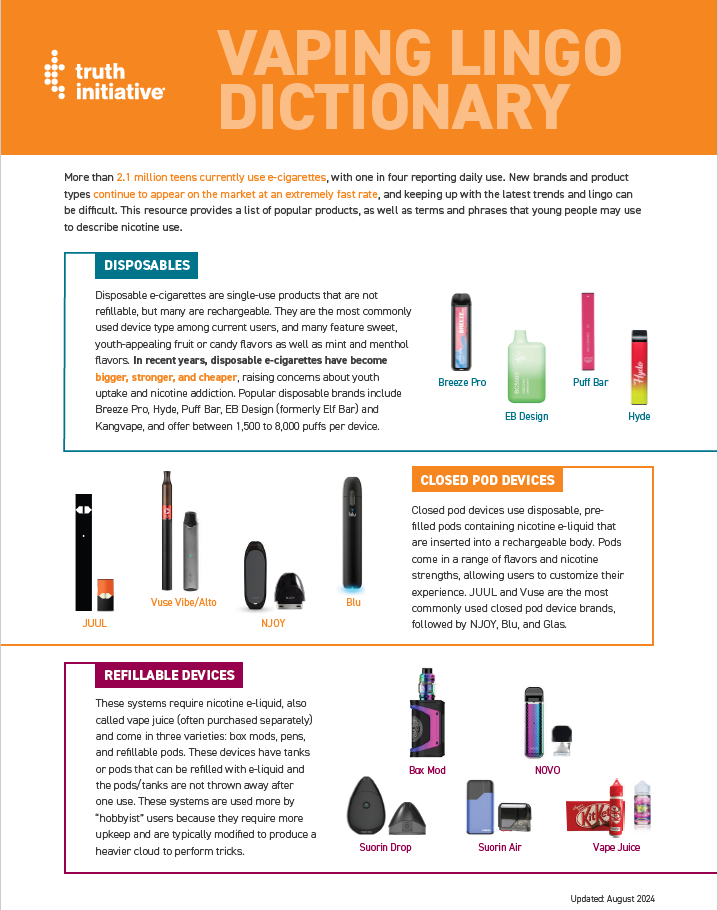 truth
initiative
VAPING LINGO
DICTIONARY
More than 2.1 million teens currently use e-cigarettes, with one in four reporting daily use. New brands and product
types continue to appear on the market at an extremely fast rate, and keeping up with the latest trends and lingo can
be difficult. This resource provides a list of popular products, as well as terms and phrases that young people may use
to describe nicotine use.
DISPOSABLES
Disposable e-cigarettes are single-use products that are not
refillable, but many are rechargeable. They are the most commonly
used device type among current users, and many feature sweet,
youth-appealing fruit or candy flavors as well as mint and menthol
flavors. In recent years, disposable e-cigarettes have become
bigger, stronger, and cheaper, raising concerns about youth
uptake and nicotine addiction. Popular disposable brands include
Breeze Pro, Hyde, Puff Bar, EB Design (formerly Elf Bar) and
Kangvape, and offer between 1,500 to 8,000 puffs per device.
BREEZE
Hyde
Breeze Pro
Puff Bar
EB Design
Hyde
blu
JUUL
Vuse Vibe/Alto
NJOY
Blu
CLOSED POD DEVICES
Closed pod devices use disposable, pre-
filled pods containing nicotine e-liquid that
are inserted into a rechargeable body. Pods
come in a range of flavors and nicotine
strengths, allowing users to customize their
experience. JUUL and Vuse are the most
commonly used closed pod device brands,
followed by NJOY, Blu, and Glas.
REFILLABLE DEVICES
These systems require nicotine e-liquid, also
called vape juice (often purchased separately)
and come in three varieties: box mods, pens,
and refillable pods. These devices have tanks
or pods that can be refilled with e-liquid and
the pods/tanks are not thrown away after
one use. These systems are used more by
“hobbyist” users because they require more
upkeep and are typically modified to produce a
heavier cloud to perform tricks.
Box Mod
NOVO
KitKat
Suorin Drop
Suorin Air
Vape Juice
Updated: August 2024